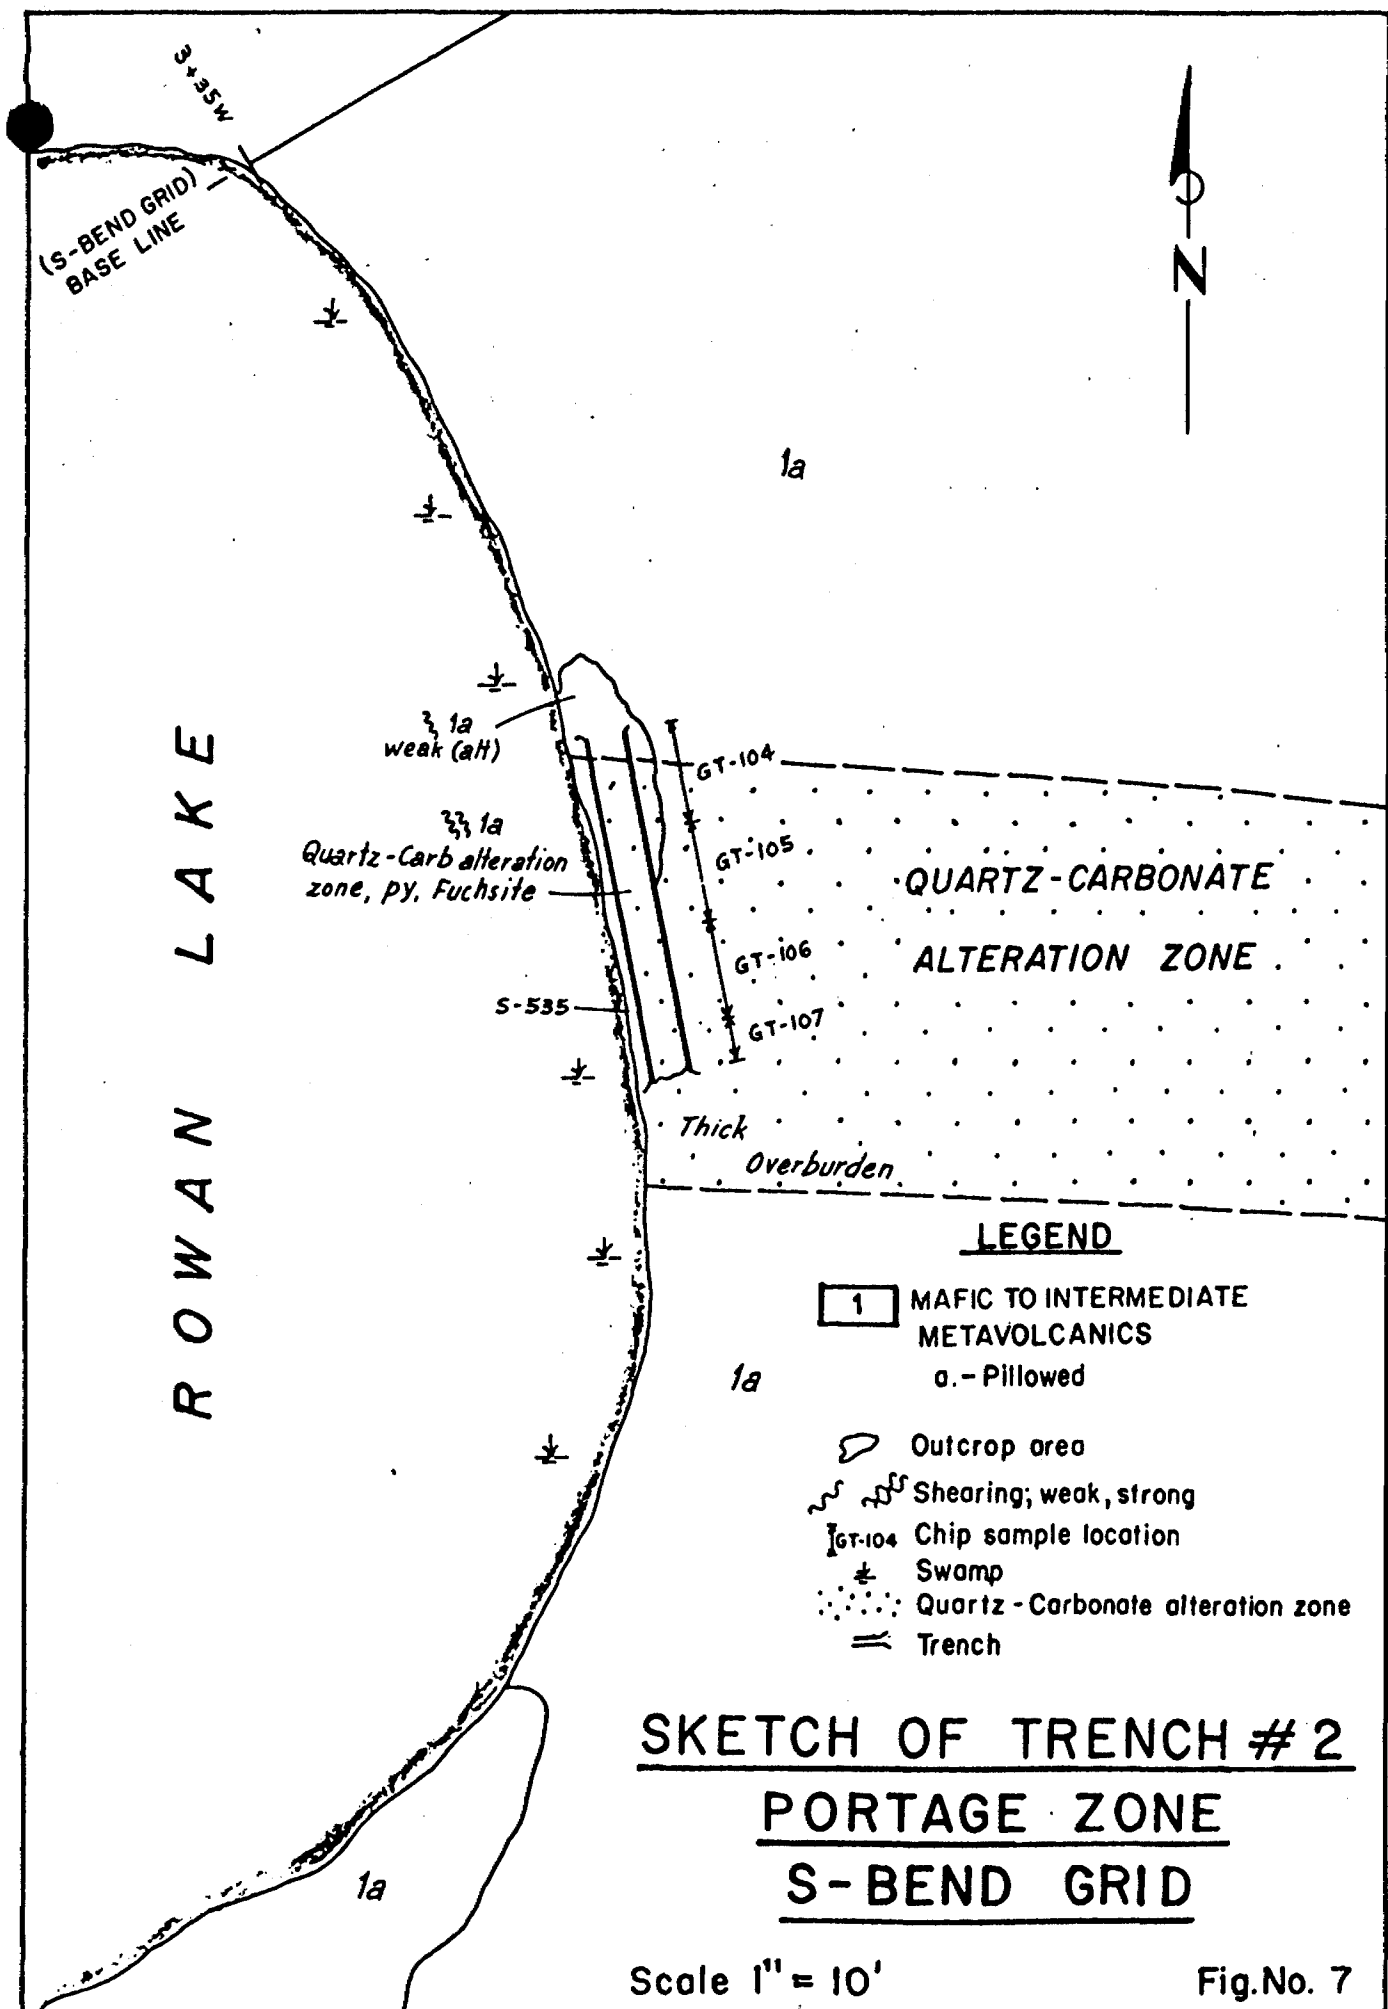 3+35W
(S-BEND GRID)
BASE LINE
N
1a
1a
weak (alt)
GT-104
1a
Quartz-Carb alteration
zone, py, Fuchsite
GT-105
QUARTZ-CARBONATE
ALTERATION ZONE
GT-106
S-535
GT-107
Thick
Overburden
ROWAN LAKE
LEGEND
1 MAFIC TO INTERMEDIATE
METAVOLCANICS
a.-Pillowed
1a
Outcrop area
Shearing; weak, strong
GT-104 Chip sample location
Swamp
Quartz-Carbonate alteration zone
Trench
SKETCH OF TRENCH #2
PORTAGE ZONE
S-BEND GRID
1a
Scale 1" = 10'
Fig.No. 7